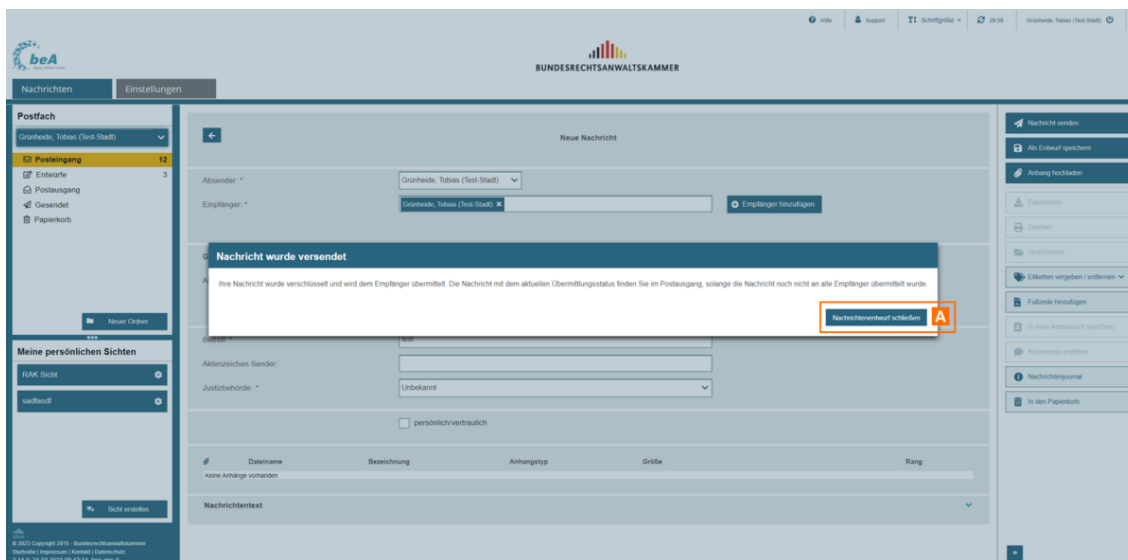 Hilfe
Support
Schriftgröße
29:59
Grünheide, Tobias (Test-Stadt)
beA
BUNDESRECHTSANWALTSKAMMER
Nachrichten
Einstellungen
Postfach
Grünheide, Tobias (Test-Stadt)
Posteingang 12
Entwürfe 3
Postausgang
Gesendet
Papierkorb
Neuer Ordner
Meine persönlichen Sichten
RAK Sicht
sadfasdf
Sicht erstellen
© 2023 Copyright 2015 - Bundesrechtsanwaltskammer
Startseite | Impressum | Kontakt | Datenschutz
Neue Nachricht
Absender: *
Grünheide, Tobias (Test-Stadt)
Empfänger: *
Grünheide, Tobias (Test-Stadt) X
Empfänger hinzufügen
Nachricht wurde versendet
Ihre Nachricht wurde verschlüsselt und wird dem Empfänger übermittelt. Die Nachricht mit dem aktuellen Übermittlungsstatus finden Sie im Postausgang, solange die Nachricht noch nicht an alle Empfänger übermittelt wurde.
Nachrichtenentwurf schließen
A
Betreff: *
test
Aktenzeichen Sender:
Justizbehörde: *
Unbekannt
persönlich/vertraulich
Dateiname Bezeichnung Anhangstyp Größe Rang
Keine Anhänge vorhanden
Nachrichtentext
Nachricht senden
Als Entwurf speichern
Anhang hochladen
Exportieren
Drucken
Verschieben
Etiketten vergeben / entfernen
Fußzeile hinzufügen
In mein Adressbuch speichern
Kommentar erstellen
Nachrichtenjournal
In den Papierkorb
»